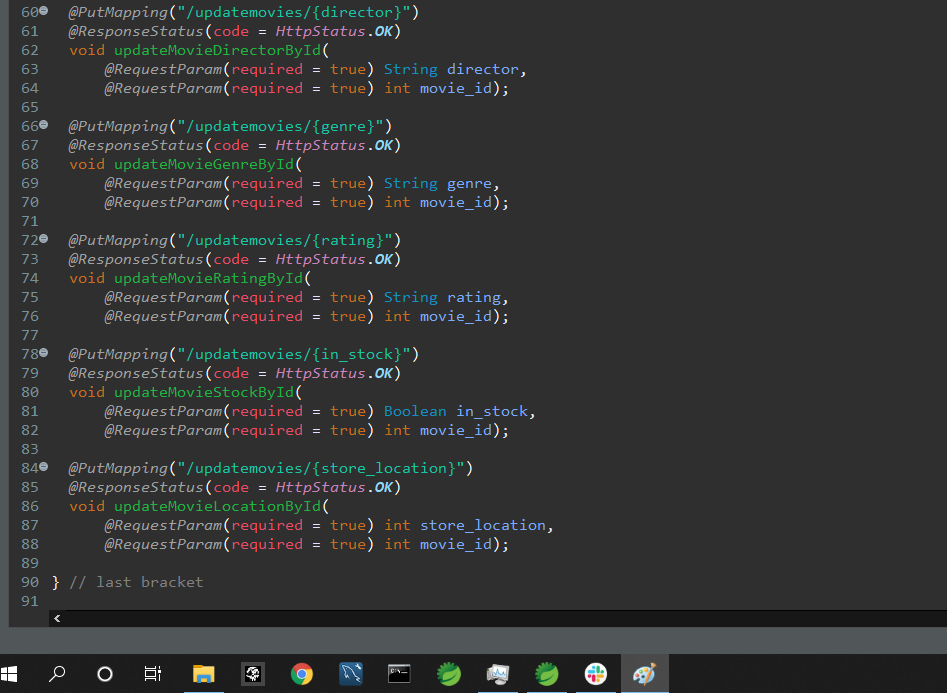 60 @PutMapping("/updatemovies/{director}")
61 @ResponseStatus(code = HttpStatus.OK)
62 void updateMovieDirectorById(
63 @RequestParam(required = true) String director,
64 @RequestParam(required = true) int movie_id);
65
66 @PutMapping("/updatemovies/{genre}")
67 @ResponseStatus(code = HttpStatus.OK)
68 void updateMovieGenreById(
69 @RequestParam(required = true) String genre,
70 @RequestParam(required = true) int movie_id);
71
72 @PutMapping("/updatemovies/{rating}")
73 @ResponseStatus(code = HttpStatus.OK)
74 void updateMovieRatingById(
75 @RequestParam(required = true) String rating,
76 @RequestParam(required = true) int movie_id);
77
78 @PutMapping("/updatemovies/{in_stock}")
79 @ResponseStatus(code = HttpStatus.OK)
80 void updateMovieStockById(
81 @RequestParam(required = true) Boolean in_stock,
82 @RequestParam(required = true) int movie_id);
83
84 @PutMapping("/updatemovies/{store_location}")
85 @ResponseStatus(code = HttpStatus.OK)
86 void updateMovieLocationById(
87 @RequestParam(required = true) int store_location,
88 @RequestParam(required = true) int movie_id);
89
90 } // last bracket
91